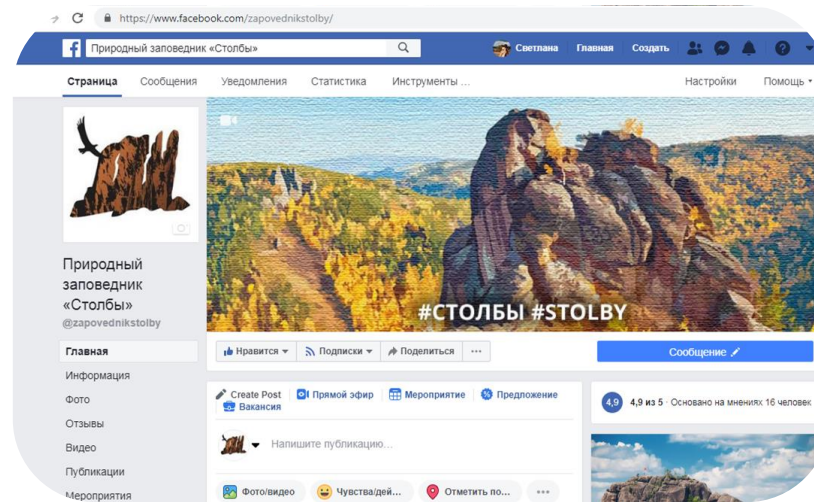 https://www.facebook.com/zapovednikstolby/
Природный заповедник «Столбы»
Светлана Главная Создать
Страница Сообщения Уведомления Статистика Инструменты ... Настройки Помощь
#СТОЛБЫ #STOLBY
Природный
заповедник
«Столбы»
@zapovednikstolby
Нравится Подписки Поделиться ... Сообщение
Главная
Информация
Фото
Отзывы
Видео
Публикации
Мероприятия
Create Post Прямой эфир Мероприятие Предложение
Вакансия
Напишите публикацию...
Фото/видео Чувства/дей... Отметить по... ...
4,9 4,9 из 5 · Основано на мнениях 16 человек